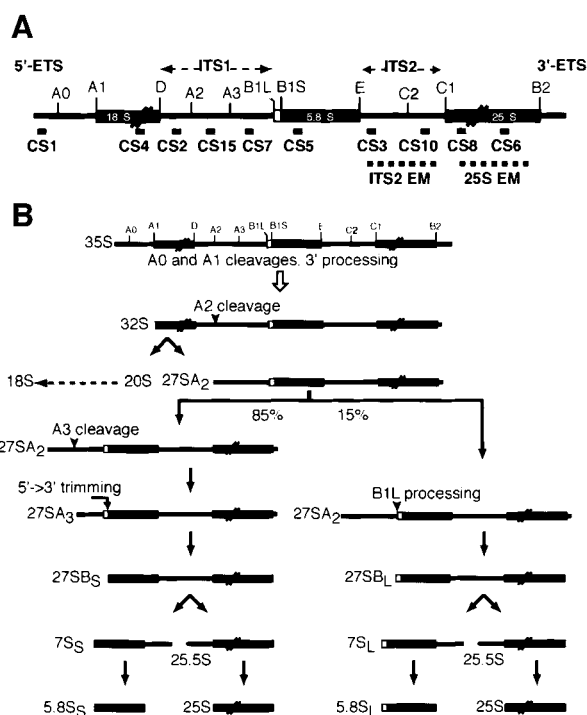 A
5'-ETS ITS1 ITS2 3'-ETS
A0 A1 D A2 A3 B1L B1S E C2 C1 B2
18 S 5.8 S 25 S
CS1 CS4 CS2 CS15 CS7 CS5 CS3 CS10 CS8 CS6
ITS2 EM 25S EM
B
A0 A1 D A2 A3 B1L B1S E C2 C1 B2
35S
A0 and A1 cleavages, 3' processing
A2 cleavage
32S
18S 20S 27SA2
85% 15%
A3 cleavage
27SA2
5'->3' trimming
B1L processing
27SA3 27SA2
27SBS 27SBL
7SS 7SL
25.5S 25.5S
5.8SS 25S 5.8SL 25S